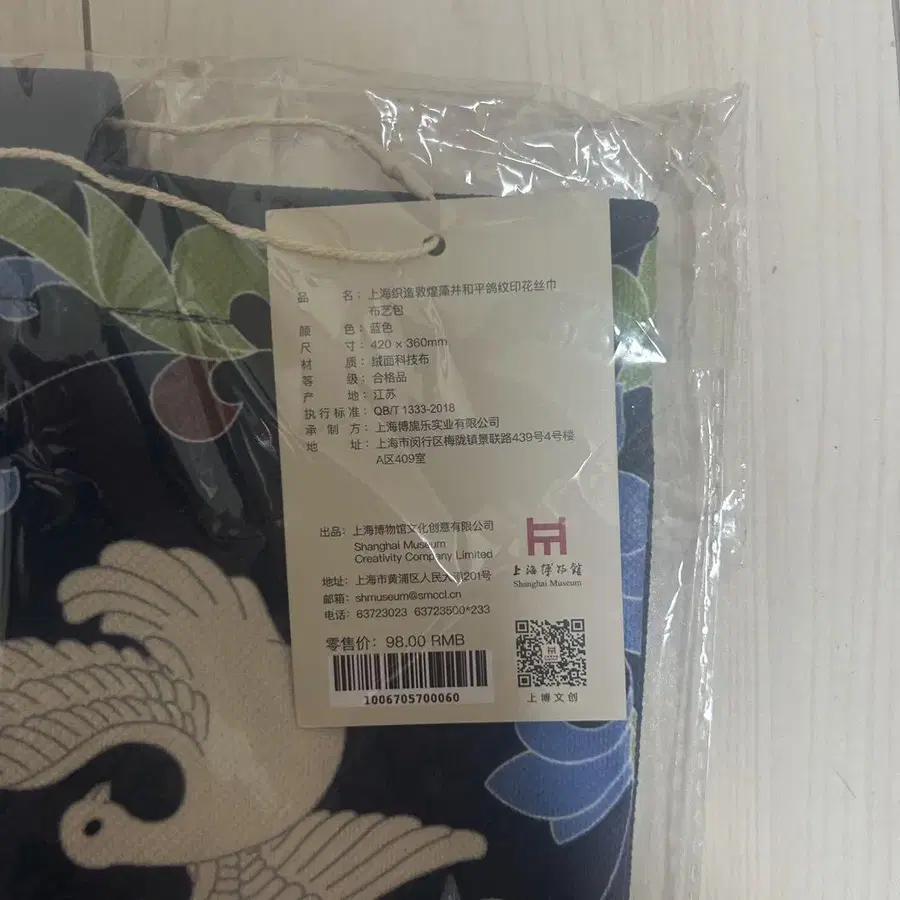 品 名：上海织造敦煌藻井和平鸽纹印花丝巾
布艺包
颜 色：蓝色
尺 寸：420 x 360mm
材 质：绒面科技布
等 级：合格品
产 地：江苏
执行标准：QB/T 1333-2018
承 制 方：上海博旎乐实业有限公司
地 址：上海市闵行区梅陇镇景联路439号4号楼
A区409室
出品：上海博物馆文化创意有限公司
Shanghai Museum
Creativity Company Limited
地址：上海市黄浦区人民大道201号
邮箱：shmuseum@smccl.cn
电话：63723023 63723500*233
上海博物馆
Shanghai Museum
零售价：98.00 RMB
1006705700060
上博文创